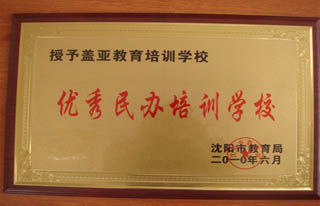 授予盖亚教育培训学校
优秀民办培训学校
沈阳市教育局
二〇一〇年六月